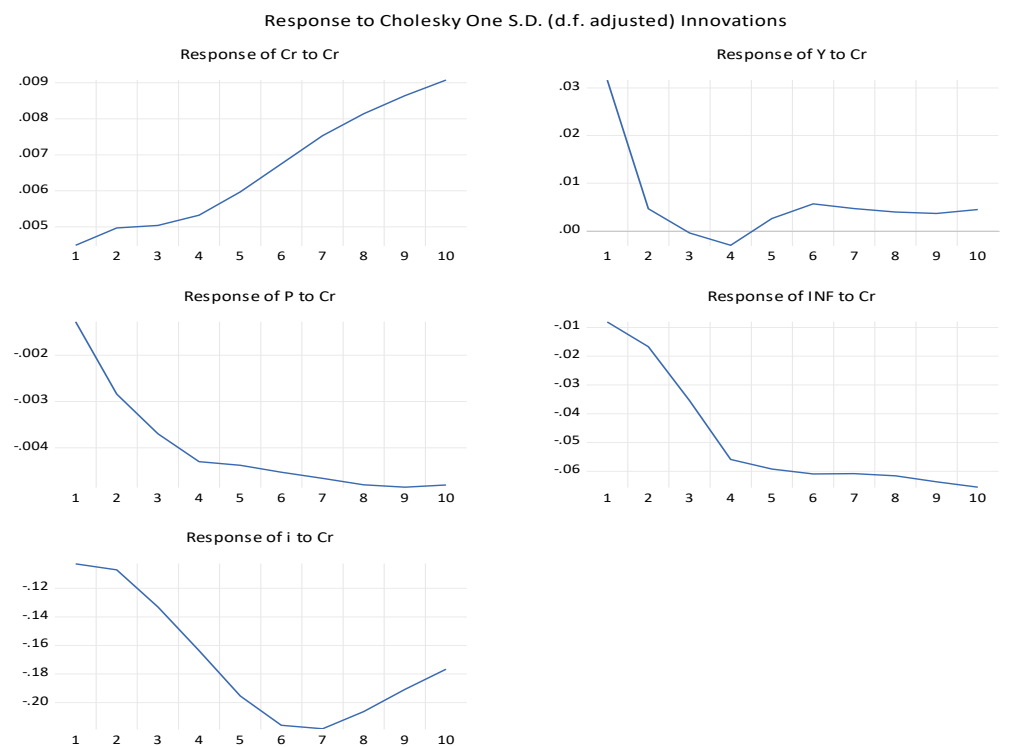 Response to Cholesky One S.D. (d.f. adjusted) Innovations
Response of Cr to Cr
.009
.008
.007
.006
.005
1 2 3 4 5 6 7 8 9 10
Response of Y to Cr
.03
.02
.01
.00
1 2 3 4 5 6 7 8 9 10
Response of P to Cr
-.002
-.003
-.004
1 2 3 4 5 6 7 8 9 10
Response of INF to Cr
-.01
-.02
-.03
-.04
-.05
-.06
1 2 3 4 5 6 7 8 9 10
Response of i to Cr
-.12
-.14
-.16
-.18
-.20
1 2 3 4 5 6 7 8 9 10